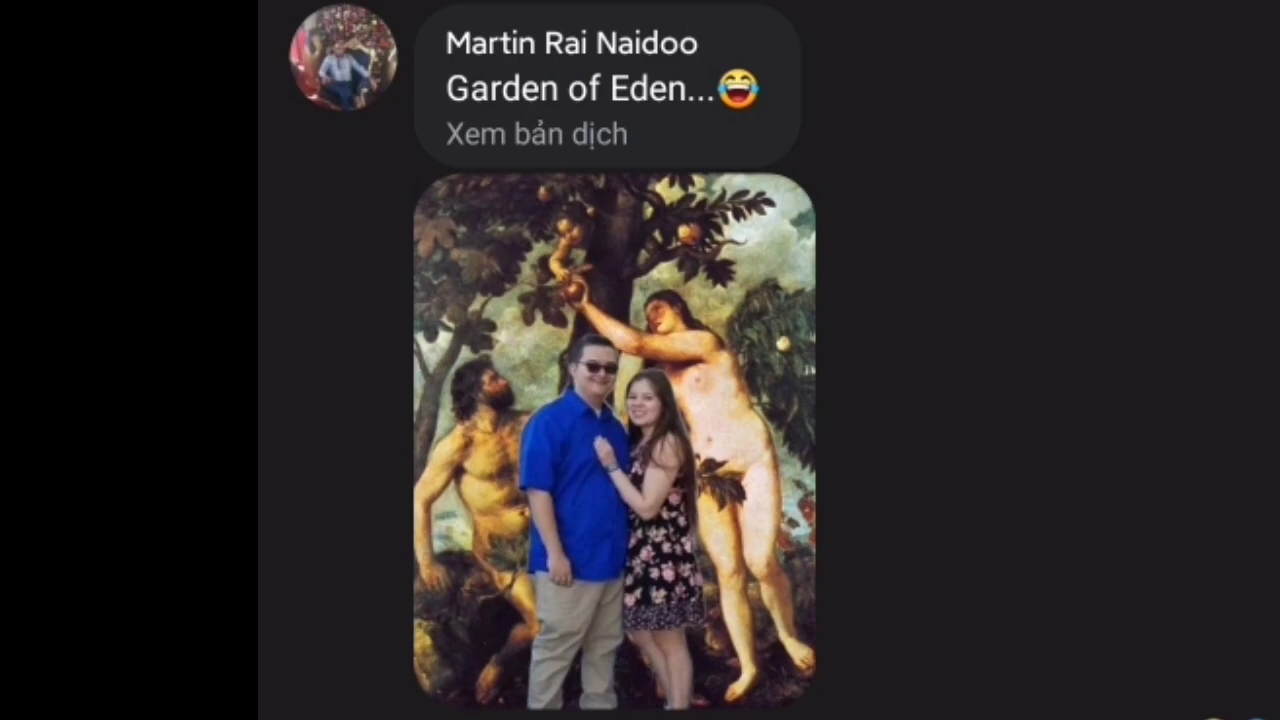 Martin Rai Naidoo
Garden of Eden...😂
Xem bản dịch